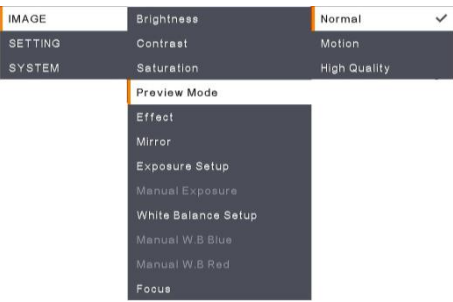 IMAGE
SETTING
SYSTEM
Brightness
Contrast
Saturation
Preview Mode
Effect
Mirror
Exposure Setup
Manual Exposure
White Balance Setup
Manual W.B Blue
Manual W.B Red
Focus
Normal
Motion
High Quality